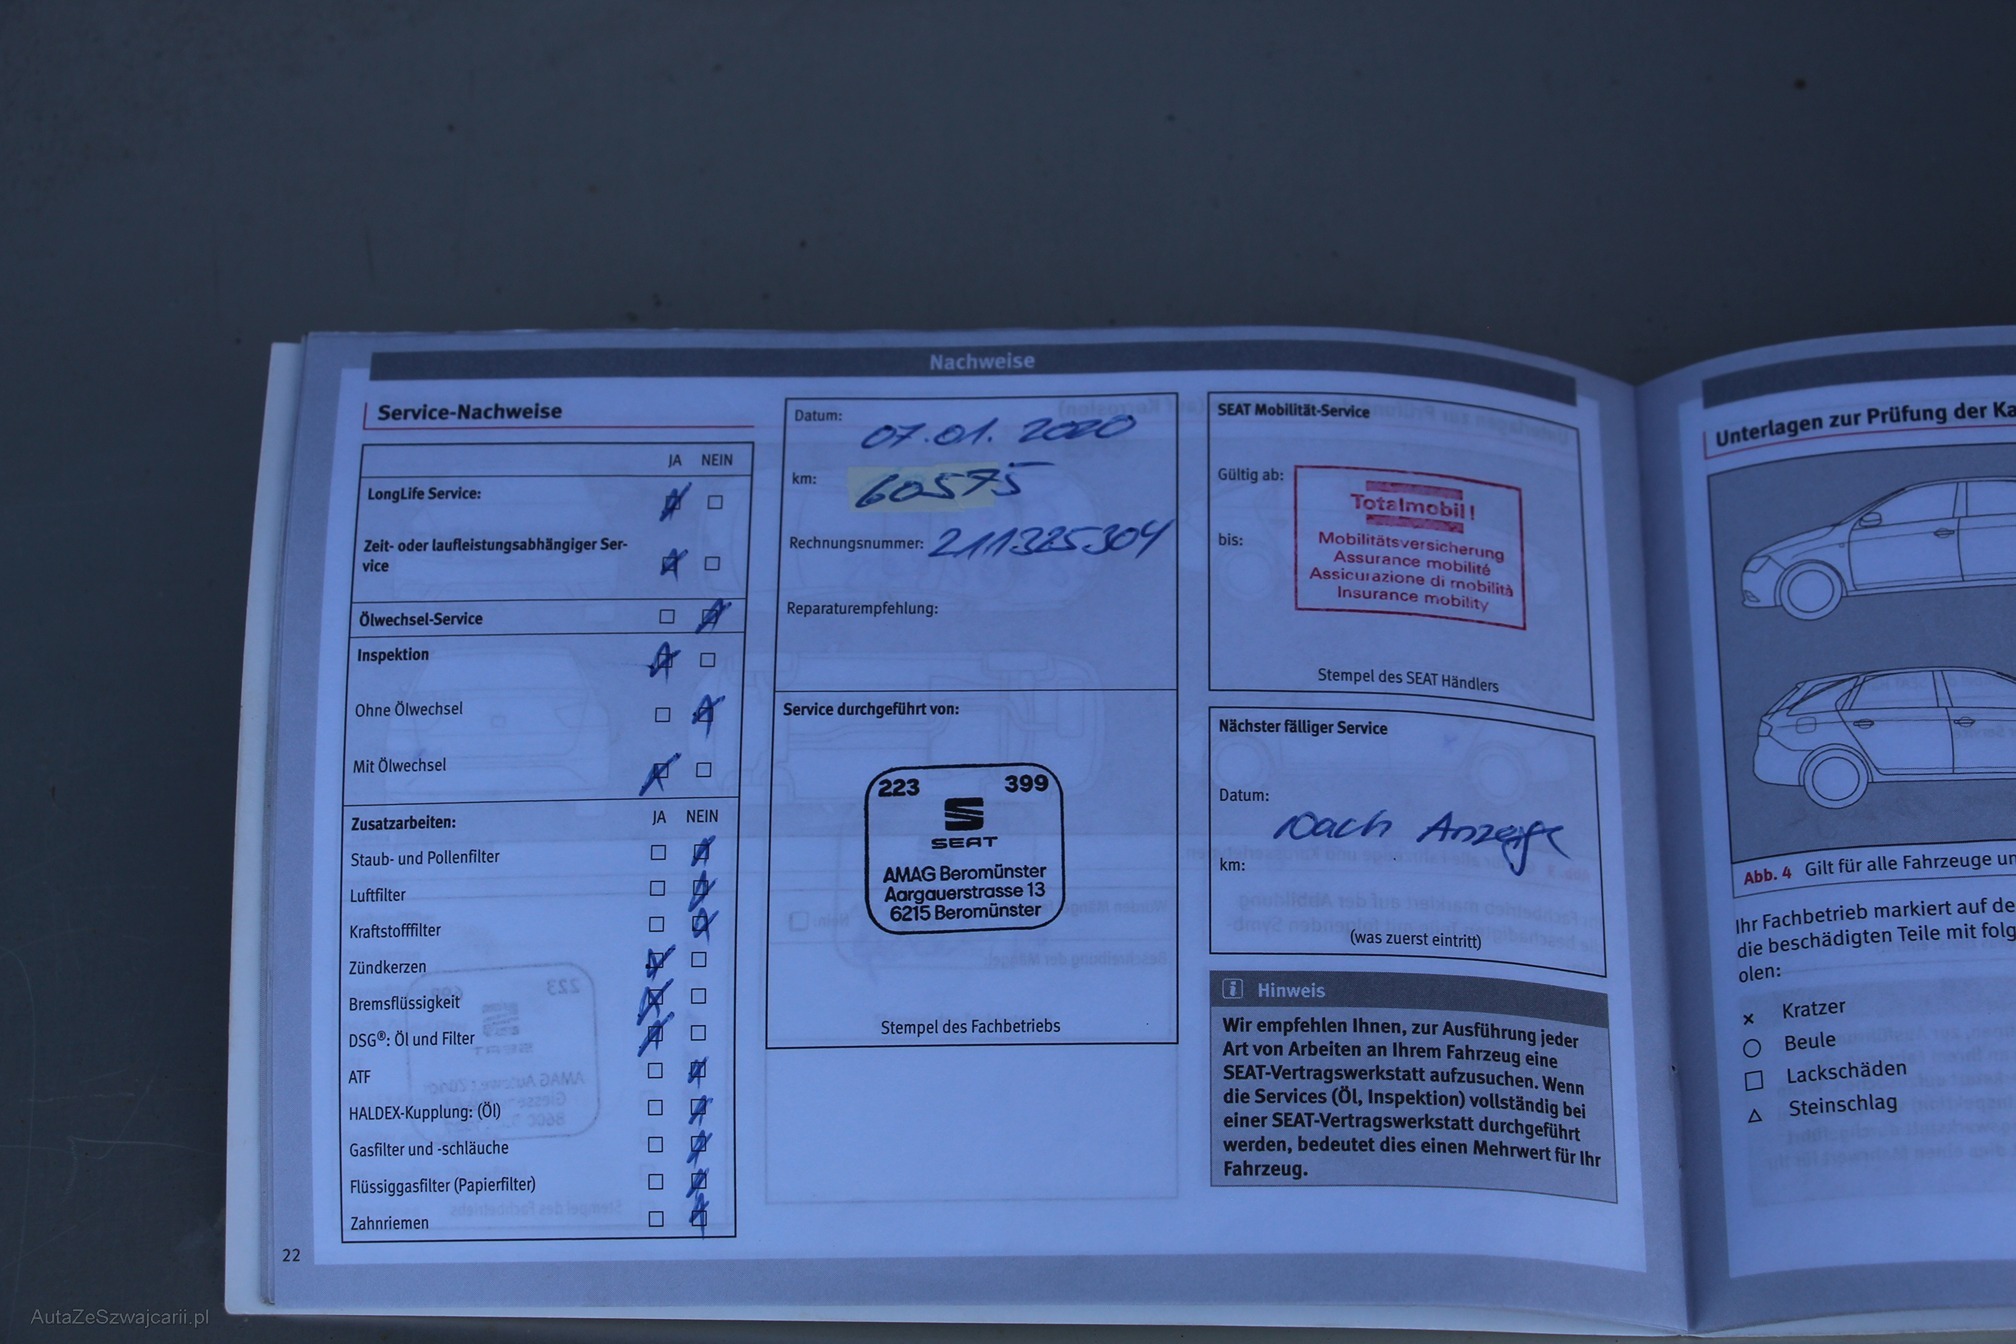 Nachweise
Service-Nachweise
JA NEIN
LongLife Service:
Zeit- oder laufleistungsabhängiger Ser-
vice
Ölwechsel-Service
Inspektion
Ohne Ölwechsel
Mit Ölwechsel
Zusatzarbeiten: JA NEIN
Staub- und Pollenfilter
Luftfilter
Kraftstofffilter
Zündkerzen
Bremsflüssigkeit
DSG®: Öl und Filter
ATF
HALDEX-Kupplung: (Öl)
Gasfilter und -schläuche
Flüssiggasfilter (Papierfilter)
Zahnriemen
22
Datum:
07.01.2020
km: 60575
Rechnungsnummer: 211325304
Reparaturempfehlung:
Service durchgeführt von:
223 399
SEAT
AMAG Beromünster
Aargauerstrasse 13
6215 Beromünster
Stempel des Fachbetriebs
SEAT Mobilität-Service
Gültig ab:
bis:
Totalmobil!
Mobilitätsversicherung
Assurance mobilité
Assicurazione di mobilità
Insurance mobility
Stempel des SEAT Händlers
Nächster fälliger Service
Datum:
nach Anzeige
km:
(was zuerst eintritt)
i Hinweis
Wir empfehlen Ihnen, zur Ausführung jeder
Art von Arbeiten an Ihrem Fahrzeug eine
SEAT-Vertragswerkstatt aufzusuchen. Wenn
die Services (Öl, Inspektion) vollständig bei
einer SEAT-Vertragswerkstatt durchgeführt
werden, bedeutet dies einen Mehrwert für Ihr
Fahrzeug.
Unterlagen zur Prüfung der Ka
Abb. 4 Gilt für alle Fahrzeuge un
Ihr Fachbetrieb markiert auf de
die beschädigten Teile mit folg
olen:
Kratzer
Beule
Lackschäden
Steinschlag
AutaZeSzwajcarii.pl